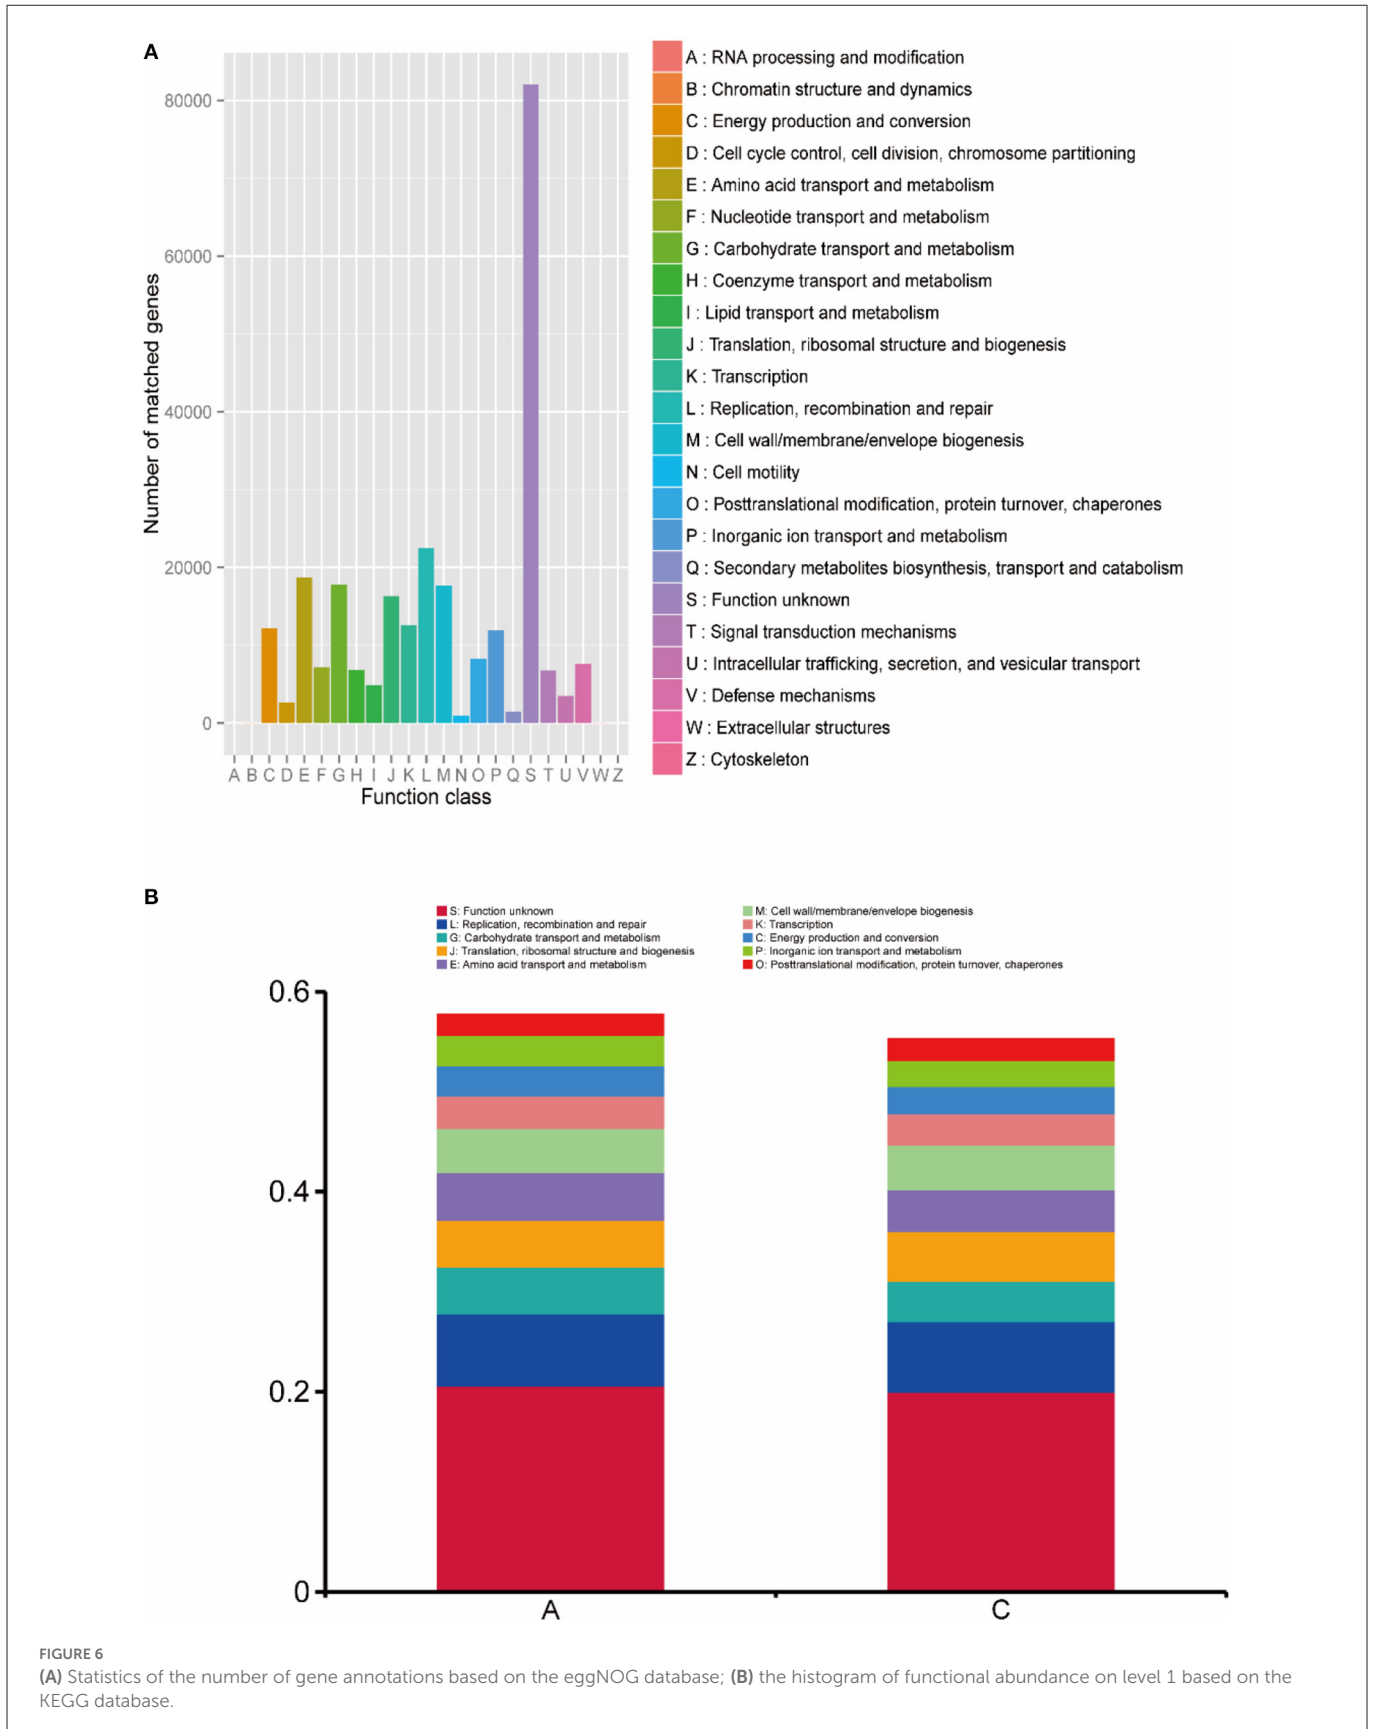 A
80000
60000
40000
20000
0
Number of matched genes
A B C D E F G H I J K L M N O P Q S T U V W Z
Function class
A : RNA processing and modification
B : Chromatin structure and dynamics
C : Energy production and conversion
D : Cell cycle control, cell division, chromosome partitioning
E : Amino acid transport and metabolism
F : Nucleotide transport and metabolism
G : Carbohydrate transport and metabolism
H : Coenzyme transport and metabolism
I : Lipid transport and metabolism
J : Translation, ribosomal structure and biogenesis
K : Transcription
L : Replication, recombination and repair
M : Cell wall/membrane/envelope biogenesis
N : Cell motility
O : Posttranslational modification, protein turnover, chaperones
P : Inorganic ion transport and metabolism
Q : Secondary metabolites biosynthesis, transport and catabolism
S : Function unknown
T : Signal transduction mechanisms
U : Intracellular trafficking, secretion, and vesicular transport
V : Defense mechanisms
W : Extracellular structures
Z : Cytoskeleton
B
S: Function unknown
L: Replication, recombination and repair
G: Carbohydrate transport and metabolism
J: Translation, ribosomal structure and biogenesis
E: Amino acid transport and metabolism
M: Cell wall/membrane/envelope biogenesis
K: Transcription
C: Energy production and conversion
P: Inorganic ion transport and metabolism
O: Posttranslational modification, protein turnover, chaperones
0.6
0.4
0.2
0
A C
FIGURE 6
(A) Statistics of the number of gene annotations based on the eggNOG database; (B) the histogram of functional abundance on level 1 based on the
KEGG database.